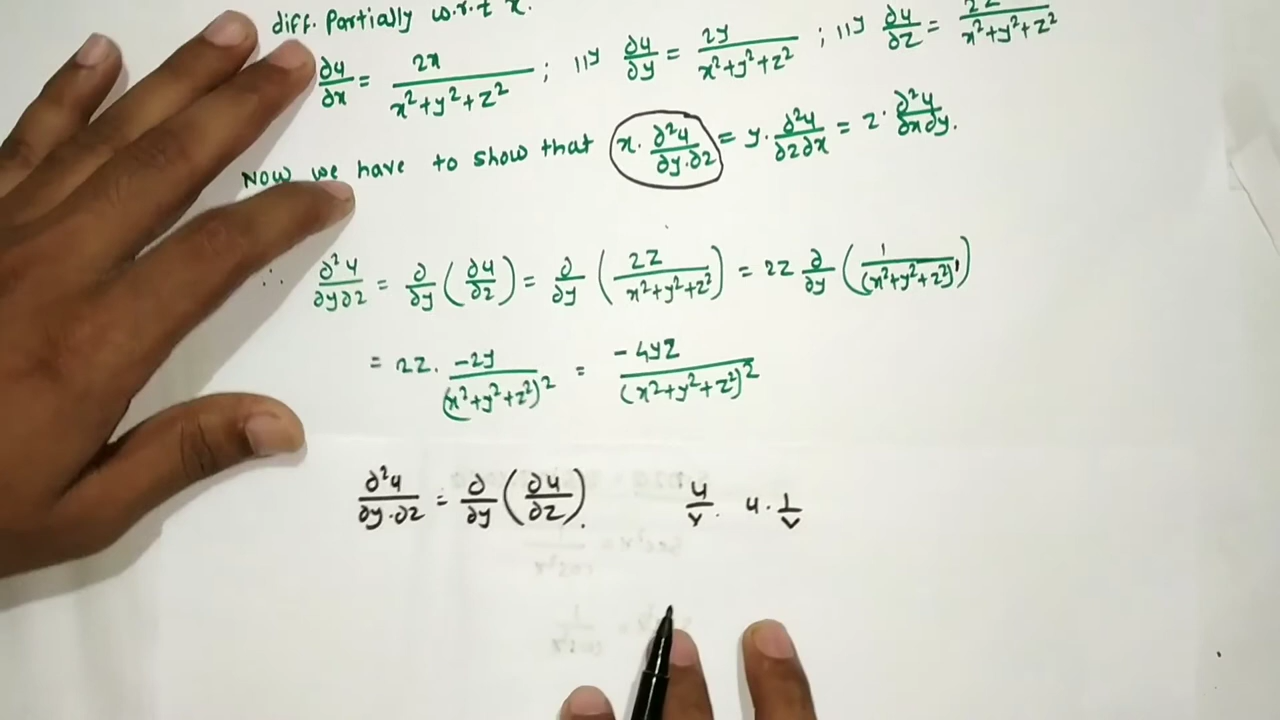 diff. Partially w.r.t x.
∂u/∂x = 2x/(x²+y²+z²) ; llly ∂u/∂y = 2y/(x²+y²+z²) ; llly ∂u/∂z = 2z/(x²+y²+z²)
Now we have to show that x·∂²u/∂y·∂z = y·∂²u/∂z∂x = z·∂²u/∂x∂y.
∴ ∂²u/∂y∂z = ∂/∂y (∂u/∂z) = ∂/∂y (2z/(x²+y²+z²)) = 2z ∂/∂y (1/(x²+y²+z²))
= 2z · -2y/(x²+y²+z²)² = -4yz/(x²+y²+z²)²
∂²u/∂y·∂z = ∂/∂y (∂u/∂z). u/v. u·1/v